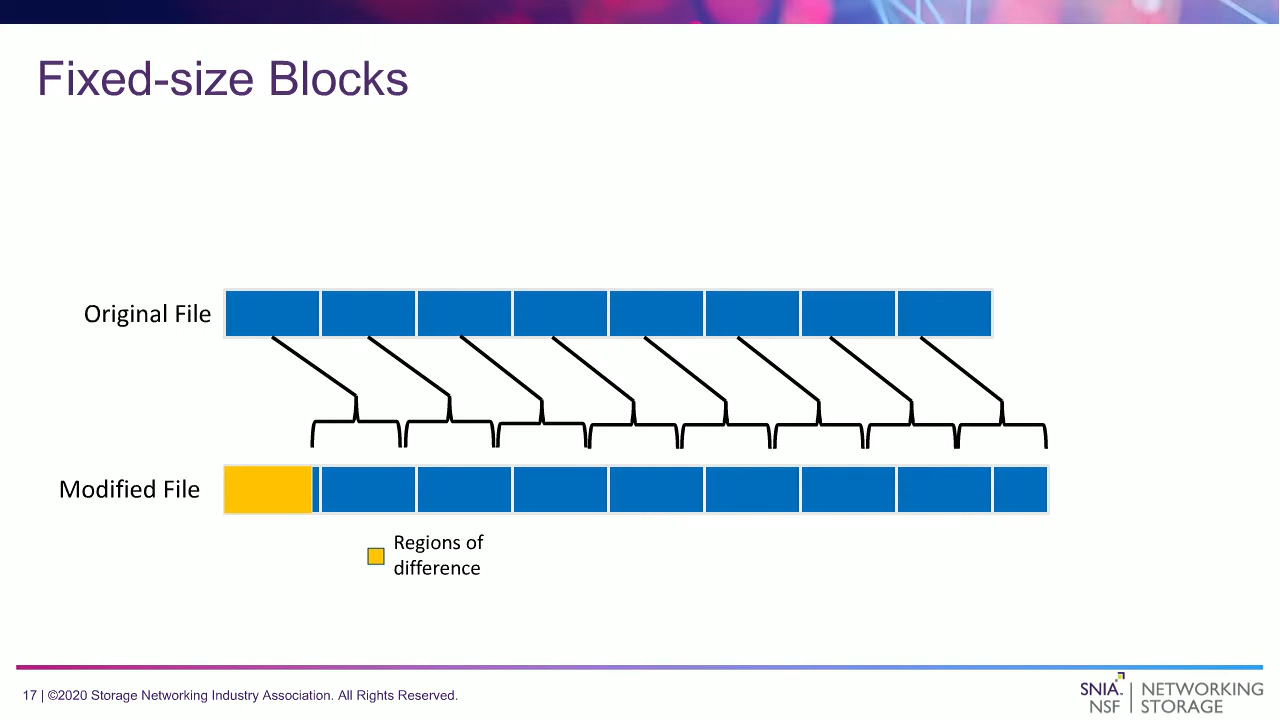 Fixed-size Blocks
Original File
Modified File
Regions of
difference
17 | ©2020 Storage Networking Industry Association. All Rights Reserved.
SNIA. | NETWORKING
NSF | STORAGE